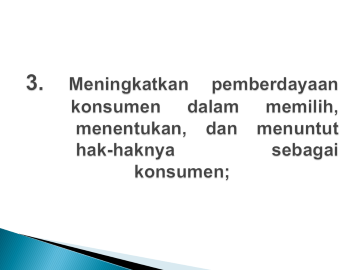 3. Meningkatkan pemberdayaan
konsumen dalam memilih,
menentukan, dan menuntut
hak-haknya sebagai
konsumen;